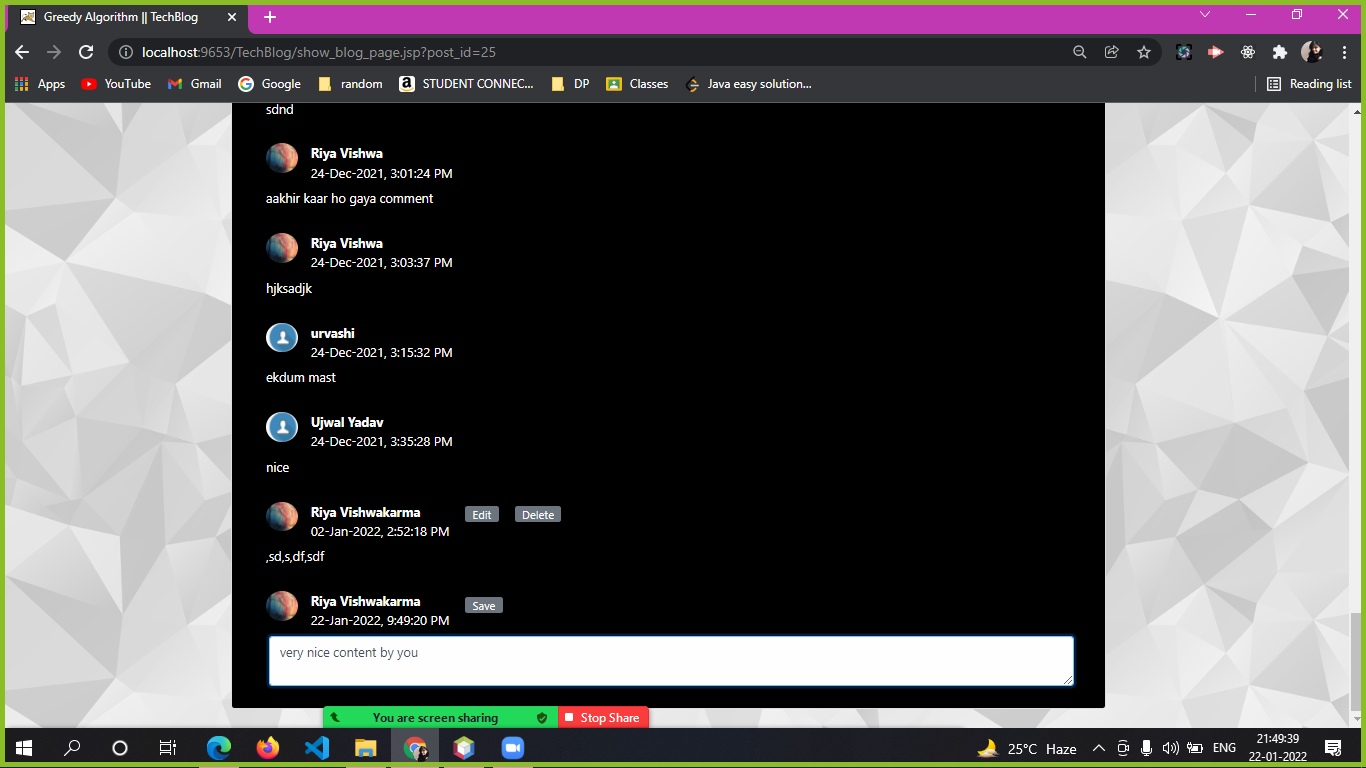 Greedy Algorithm || TechBlog
localhost:9653/TechBlog/show_blog_page.jsp?post_id=25
Apps YouTube Gmail Google random STUDENT CONNEC... DP Classes Java easy solution... Reading list
sdnd
Riya Vishwa
24-Dec-2021, 3:01:24 PM
aakhir kaar ho gaya comment
Riya Vishwa
24-Dec-2021, 3:03:37 PM
hjksadjk
urvashi
24-Dec-2021, 3:15:32 PM
ekdum mast
Ujwal Yadav
24-Dec-2021, 3:35:28 PM
nice
Riya Vishwakarma Edit Delete
02-Jan-2022, 2:52:18 PM
,sd,s,df,sdf
Riya Vishwakarma Save
22-Jan-2022, 9:49:20 PM
very nice content by you
You are screen sharing Stop Share
25°C Haze ENG 21:49:39
22-01-2022